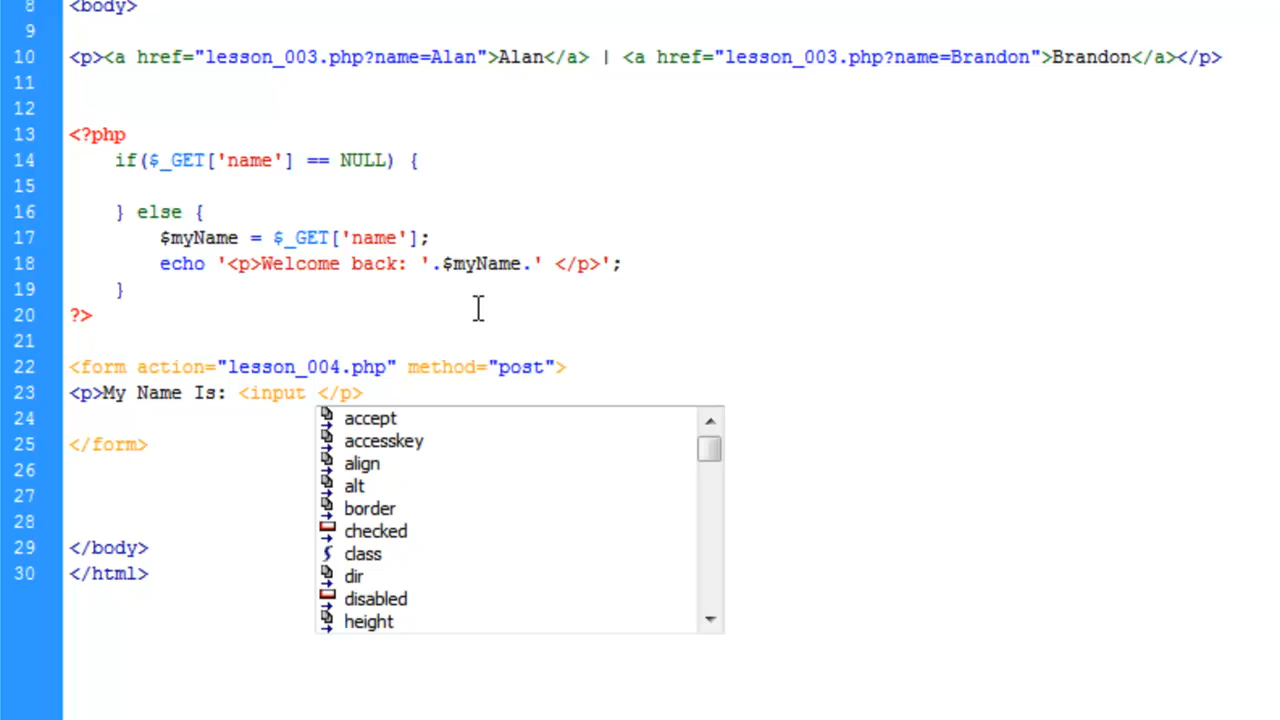 8 <body>
9
10 <p><a href="lesson_003.php?name=Alan">Alan</a> | <a href="lesson_003.php?name=Brandon">Brandon</a></p>
11
12
13 <?php
14 if($_GET['name'] == NULL) {
15
16 } else {
17 $myName = $_GET['name'];
18 echo '<p>Welcome back: '.$myName.' </p>';
19 }
20 ?>
21
22 <form action="lesson_004.php" method="post">
23 <p>My Name Is: <input </p>
24
25 </form>
26
27
28
29 </body>
30 </html>
accept
accesskey
align
alt
border
checked
class
dir
disabled
height